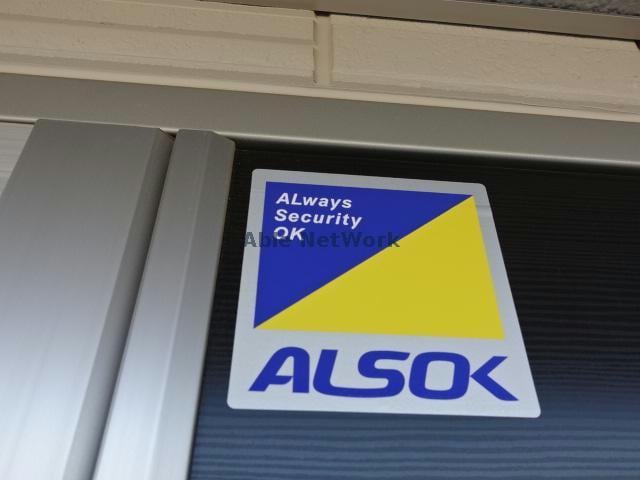 ALways
Security
OK
Able NetWork
ALSOK